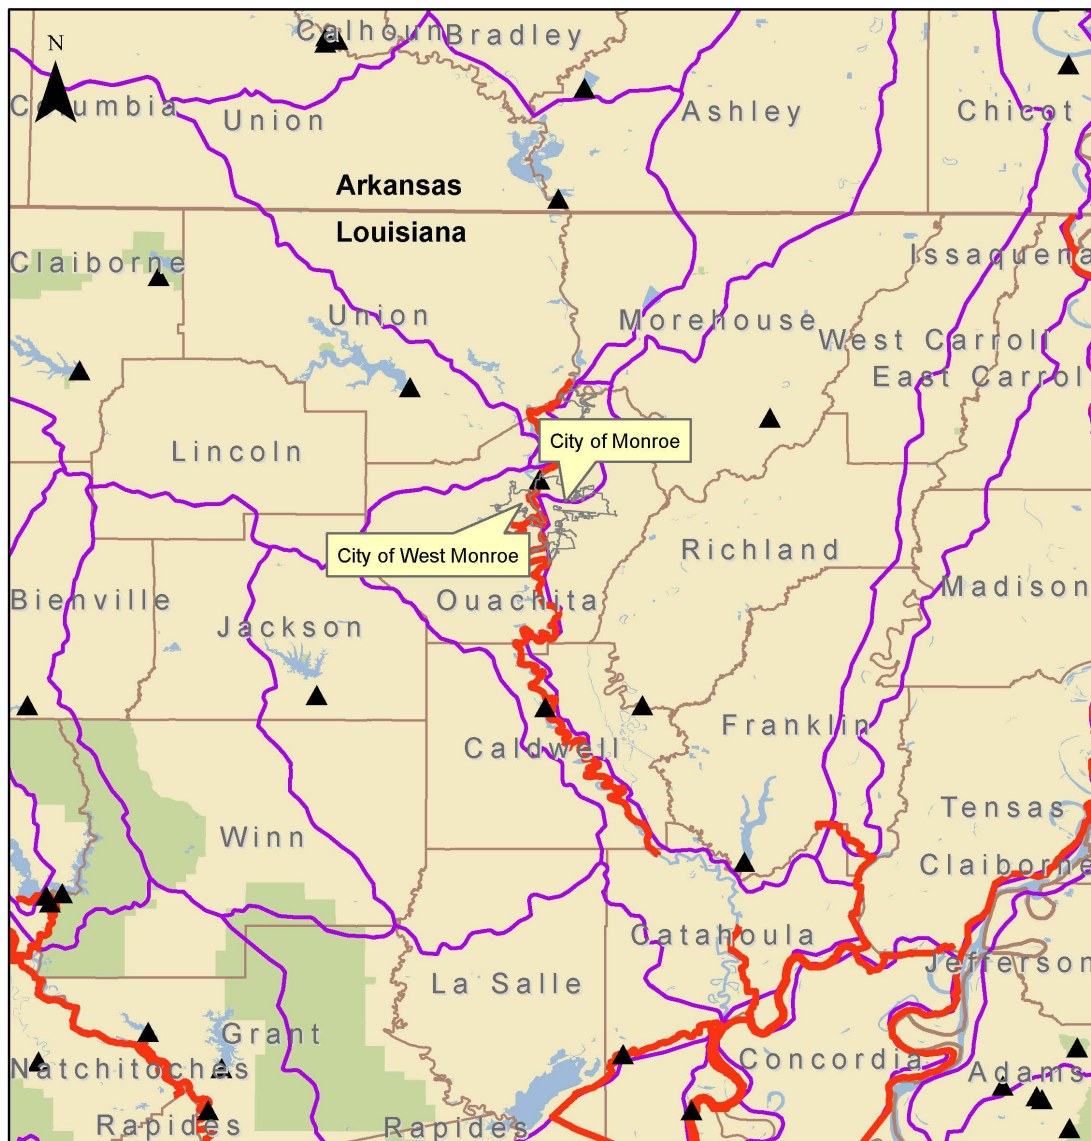 Calhoun
Bradley
N
Columbia
Union
Ashley
Chicot
Arkansas
Louisiana
Claiborne
Issaquena
Union
Morehouse
West Carroll
East Carrol
City of Monroe
Lincoln
City of West Monroe
Richland
Madison
Bienville
Ouachita
Jackson
Franklin
Caldwell
Tensas
Winn
Claiborne
Catahoula
Jefferson
La Salle
Grant
Concordia
Natchitoches
Adams
Rapides
Rapides